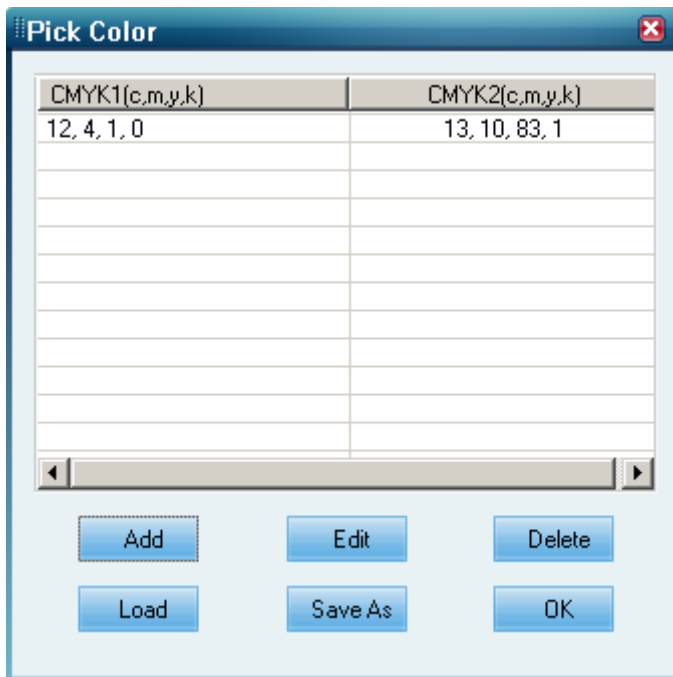 Pick Color
CMYK1(c,m,y,k) CMYK2(c,m,y,k)
12, 4, 1, 0 13, 10, 83, 1
Add Edit Delete
Load Save As OK